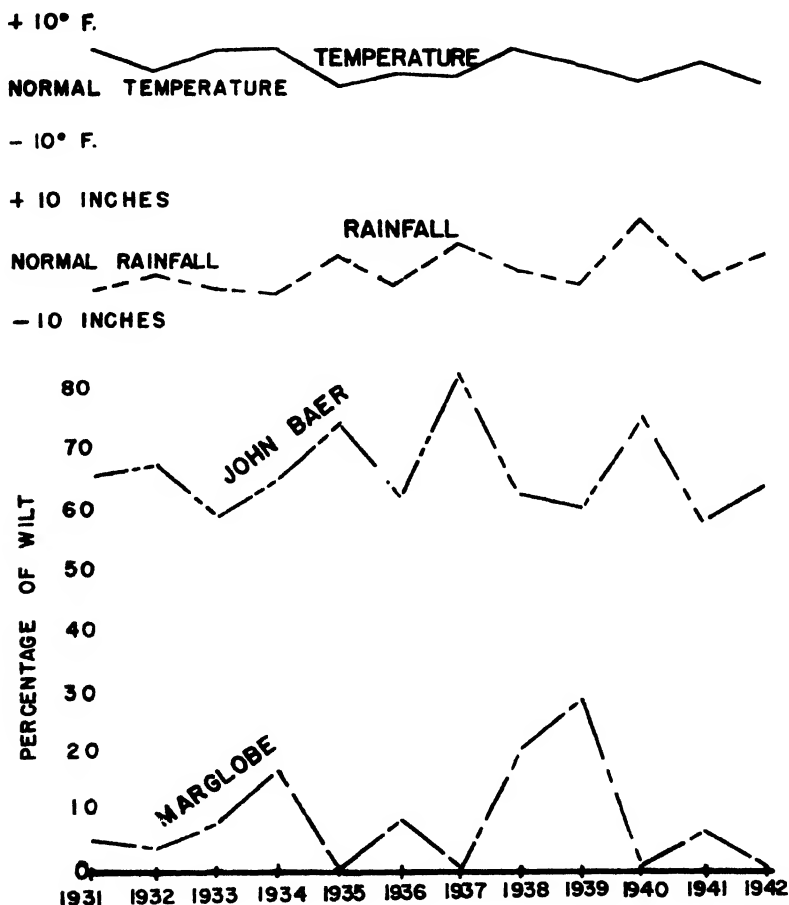 + 10° F.
TEMPERATURE
NORMAL TEMPERATURE
- 10° F.
+ 10 INCHES
RAINFALL
NORMAL RAINFALL
- 10 INCHES
80
JOHN BAER
70
60
50
40
30
20
10
0
PERCENTAGE OF WILT
MARGLOBE
1931 1932 1933 1934 1935 1936 1937 1938 1939 1940 1941 1942